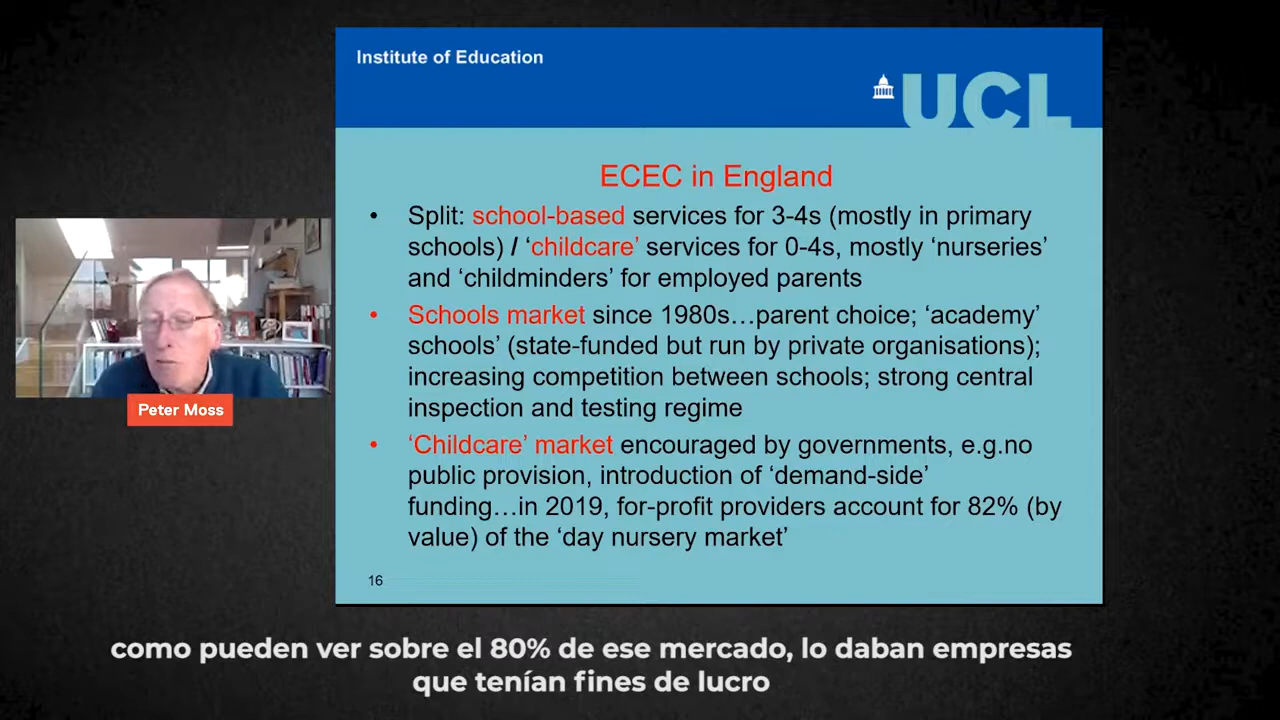 Institute of Education
UCL
ECEC in England
• Split: school-based services for 3-4s (mostly in primary
schools) / ‘childcare’ services for 0-4s, mostly ‘nurseries’
and ‘childminders’ for employed parents
• Schools market since 1980s…parent choice; ‘academy’
schools’ (state-funded but run by private organisations);
increasing competition between schools; strong central
inspection and testing regime
• ‘Childcare’ market encouraged by governments, e.g.no
public provision, introduction of ‘demand-side’
funding…in 2019, for-profit providers account for 82% (by
value) of the ‘day nursery market’
16
Peter Moss
como pueden ver sobre el 80% de ese mercado, lo daban empresas
que tenían fines de lucro